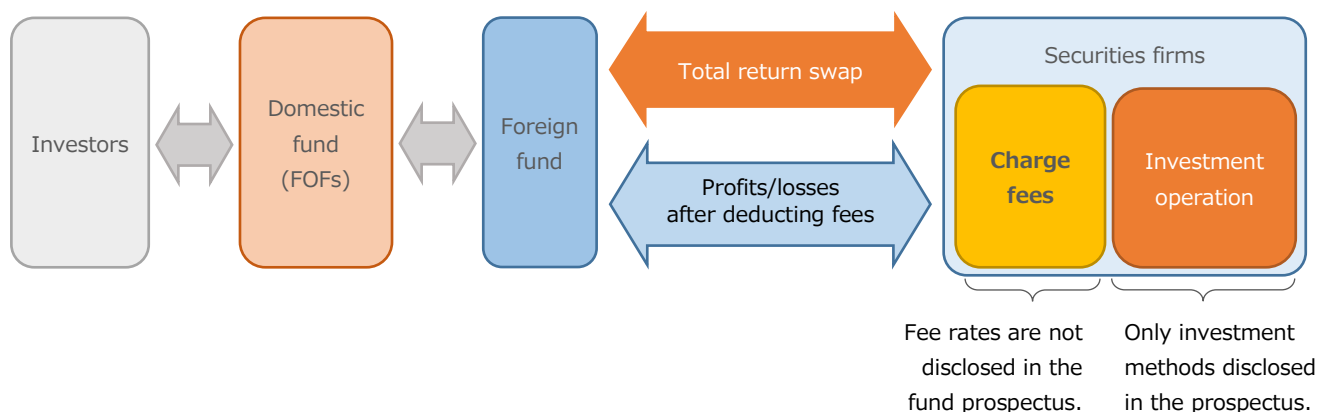 Investors
Domestic
fund
(FOFs)
Foreign
fund
Total return swap
Profits/losses
after deducting fees
Securities firms
Charge
fees
Investment
operation
Fee rates are not
disclosed in the
fund prospectus.
Only investment
methods disclosed
in the prospectus.